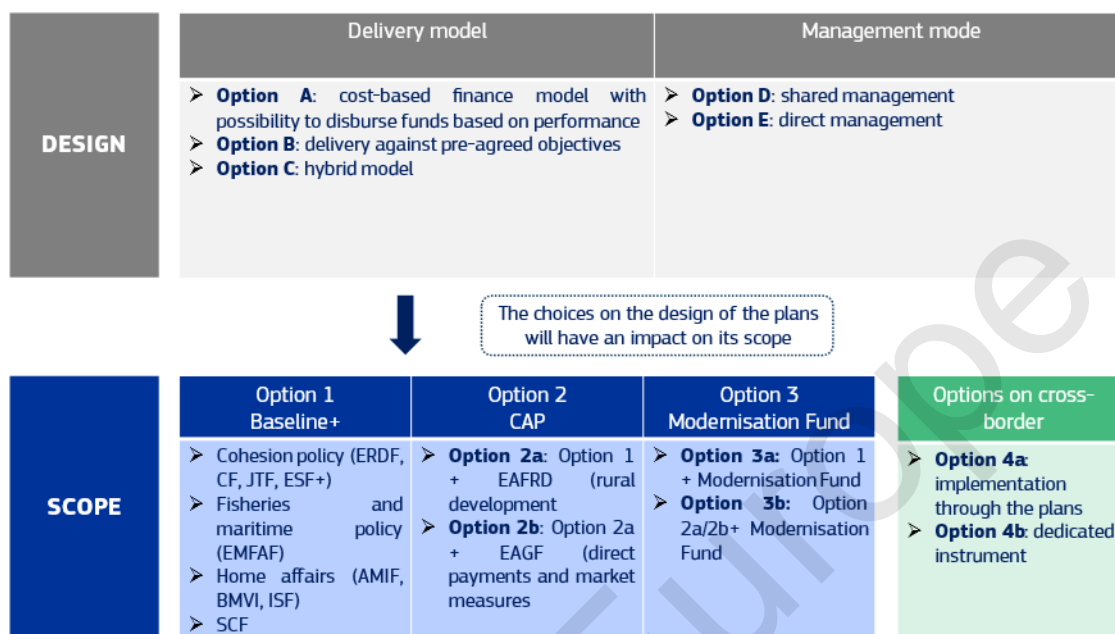 Delivery model
Management mode
DESIGN
➤ Option A: cost-based finance model with
possibility to disburse funds based on performance
➤ Option B: delivery against pre-agreed objectives
➤ Option C: hybrid model
➤ Option D: shared management
➤ Option E: direct management
The choices on the design of the plans
will have an impact on its scope
SCOPE
Option 1
Baseline+
➤ Cohesion policy (ERDF,
CF, JTF, ESF+)
➤ Fisheries and
maritime policy
(EMFAF)
➤ Home affairs (AMIF,
BMVI, ISF)
➤ SCF
Option 2
CAP
➤ Option 2a: Option 1
+ EAFRD (rural
development
➤ Option 2b: Option 2a
+ EAGF (direct
payments and market
measures
Option 3
Modernisation Fund
➤ Option 3a: Option 1
+ Modernisation Fund
➤ Option 3b: Option
2a/2b+ Modernisation
Fund
Options on cross-
border
➤ Option 4a:
implementation
through the plans
➤ Option 4b: dedicated
instrument
Europe